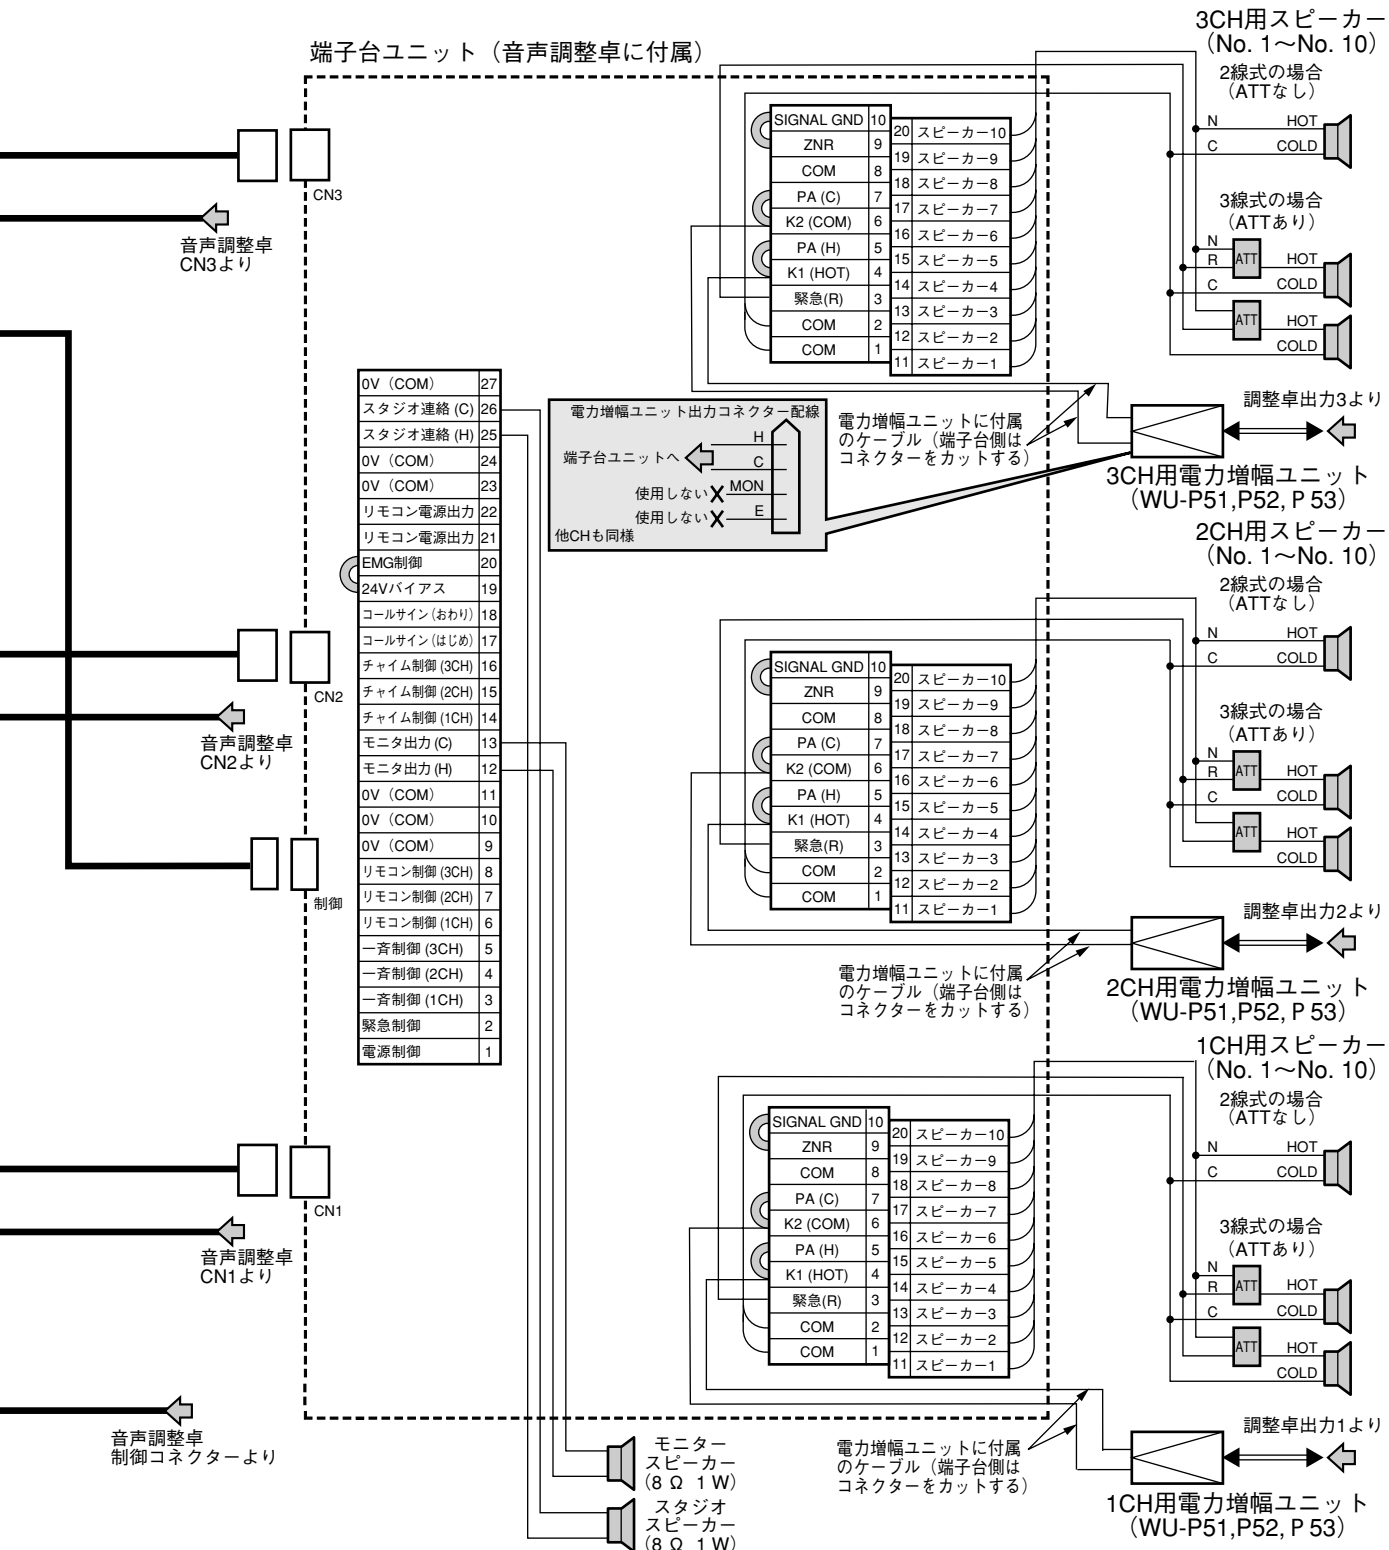 端子台ユニット（音声調整卓に付属）
CN3
音声調整卓
CN3より
CN2
音声調整卓
CN2より
制御
CN1
音声調整卓
CN1より
音声調整卓
制御コネクターより
0V（COM） 27
スタジオ連絡 (C) 26
スタジオ連絡 (H) 25
0V（COM） 24
0V（COM） 23
リモコン電源出力 22
リモコン電源出力 21
EMG制御 20
24Vバイアス 19
コールサイン（おわり） 18
コールサイン（はじめ） 17
チャイム制御 (3CH) 16
チャイム制御 (2CH) 15
チャイム制御 (1CH) 14
モニタ出力 (C) 13
モニタ出力 (H) 12
0V（COM） 11
0V（COM） 10
0V（COM） 9
リモコン制御 (3CH) 8
リモコン制御 (2CH) 7
リモコン制御 (1CH) 6
一斉制御 (3CH) 5
一斉制御 (2CH) 4
一斉制御 (1CH) 3
緊急制御 2
電源制御 1
モニター
スピーカー
(8 Ω 1 W)
スタジオ
スピーカー
(8 Ω 1 W)
電力増幅ユニット出力コネクター配線
H
端子台ユニットへ
C
使用しない MON
使用しない E
他CHも同様
SIGNAL GND 10
ZNR 9
COM 8
PA (C) 7
K2 (COM) 6
PA (H) 5
K1 (HOT) 4
緊急(R) 3
COM 2
COM 1
20 スピーカー10
19 スピーカー9
18 スピーカー8
17 スピーカー7
16 スピーカー6
15 スピーカー5
14 スピーカー4
13 スピーカー3
12 スピーカー2
11 スピーカー1
電力増幅ユニットに付属
のケーブル（端子台側は
コネクターをカットする）
3CH用スピーカー
（No. 1～No. 10）
2線式の場合
（ATTなし）
N HOT
C COLD
3線式の場合
（ATTあり）
N
R ATT HOT
C COLD
ATT HOT
COLD
調整卓出力3より
3CH用電力増幅ユニット
（WU-P51,P52, P 53）
SIGNAL GND 10
ZNR 9
COM 8
PA (C) 7
K2 (COM) 6
PA (H) 5
K1 (HOT) 4
緊急(R) 3
COM 2
COM 1
20 スピーカー10
19 スピーカー9
18 スピーカー8
17 スピーカー7
16 スピーカー6
15 スピーカー5
14 スピーカー4
13 スピーカー3
12 スピーカー2
11 スピーカー1
電力増幅ユニットに付属
のケーブル（端子台側は
コネクターをカットする）
2CH用スピーカー
（No. 1～No. 10）
2線式の場合
（ATTなし）
N HOT
C COLD
3線式の場合
（ATTあり）
N
R ATT HOT
C COLD
ATT HOT
COLD
調整卓出力2より
2CH用電力増幅ユニット
（WU-P51,P52, P 53）
SIGNAL GND 10
ZNR 9
COM 8
PA (C) 7
K2 (COM) 6
PA (H) 5
K1 (HOT) 4
緊急(R) 3
COM 2
COM 1
20 スピーカー10
19 スピーカー9
18 スピーカー8
17 スピーカー7
16 スピーカー6
15 スピーカー5
14 スピーカー4
13 スピーカー3
12 スピーカー2
11 スピーカー1
電力増幅ユニットに付属
のケーブル（端子台側は
コネクターをカットする）
1CH用スピーカー
（No. 1～No. 10）
2線式の場合
（ATTなし）
N HOT
C COLD
3線式の場合
（ATTあり）
N
R ATT HOT
C COLD
ATT HOT
COLD
調整卓出力1より
1CH用電力増幅ユニット
（WU-P51,P52, P 53）